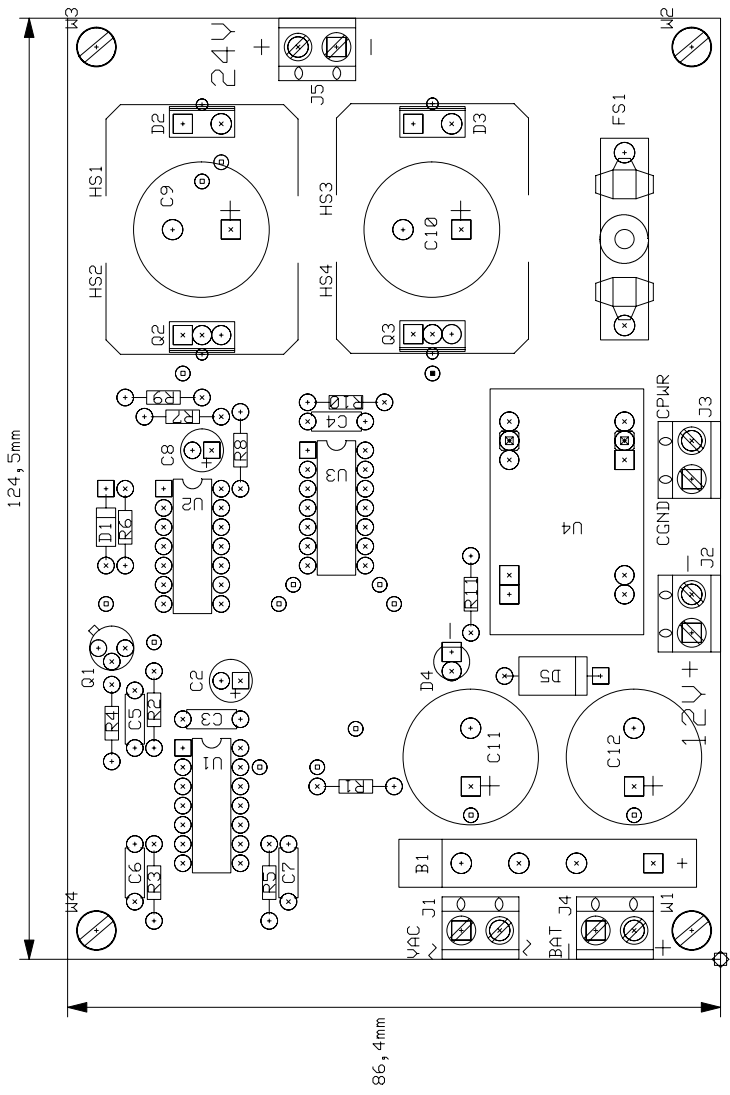 W3
W2
24V
+
−
J5
FS1
D2
D3
HS1
C9
+
HS3
C10
+
HS2
HS4
Q2
Q3
R9
R7
R10
C4
CPWR
J3
C8
+
R8
U3
D1
R6
U2
U4
CGND
124,5mm
R11
−
J2
Q1
C2
+
D4
−
D5
12V+
R4
C5
R2
C3
U1
C11
+
C12
+
R1
C6
R3
R5
C7
B1
+
W4
J1
J4
W1
VAC
~
~
BAT
−
+
86,4mm